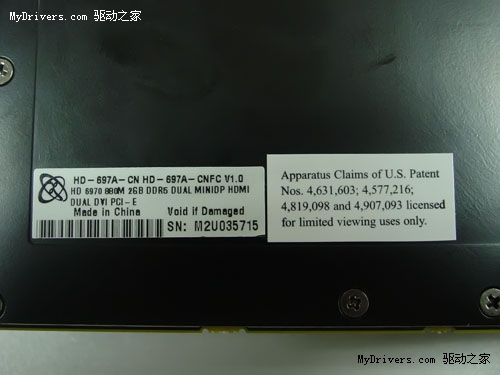 MyDrivers.com 驱动之家
HD-697A-CN HD-697A-CNFC V1.0
HD 6970 880M 2GB DDR5 DUAL MINIDP HDMI
DUAL DVI PCI-E
Made in China Void if Damaged
SN: M2U035715
Apparatus Claims of U.S. Patent
Nos. 4,631,603; 4,577,216;
4,819,098 and 4,907,093 licensed
for limited viewing uses only.
MyDrivers.com 驱动之家